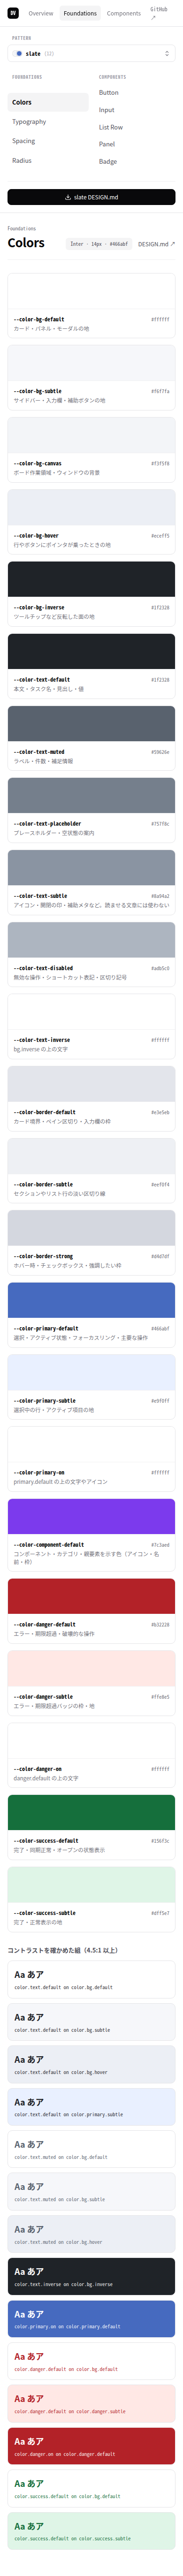 DV Overview Foundations Components GitHub ↗
PATTERN
slate (12)
FOUNDATIONS
Colors
Typography
Spacing
Radius
COMPONENTS
Button
Input
List Row
Panel
Badge
slate DESIGN.md
Foundations
Colors
Inter · 14px · #466abf
DESIGN.md ↗
--color-bg-default #ffffff
カード・パネル・モーダルの地
--color-bg-subtle #f6f7fa
サイドバー・入力欄・補助ボタンの地
--color-bg-canvas #f3f5f8
ボード作業領域・ウィンドウの背景
--color-bg-hover #eceff5
行やボタンにポインタが乗ったときの地
--color-bg-inverse #1f2328
ツールチップなど反転した面の地
--color-text-default #1f2328
本文・タスク名・見出し・値
--color-text-muted #59626e
ラベル・件数・補足情報
--color-text-placeholder #757f8c
プレースホルダー・空状態の案内
--color-text-subtle #8a94a2
アイコン・開閉の印・補助メタなど。読ませる文章には使わない
--color-text-disabled #adb5c0
無効な操作・ショートカット表記・区切り記号
--color-text-inverse #ffffff
bg.inverse の上の文字
--color-border-default #e3e5eb
カード境界・ペイン区切り・入力欄の枠
--color-border-subtle #eef0f4
セクションやリスト行の淡い区切り線
--color-border-strong #d0d7df
ホバー時・チェックボックス・強調したい枠
--color-primary-default #466abf
選択・アクティブ状態・フォーカスリング・主要な操作
--color-primary-subtle #e9f0ff
選択中の行・アクティブ項目の地
--color-primary-on #ffffff
primary.default の上の文字やアイコン
--color-component-default #7c3aed
コンポーネント・カテゴリ・親要素を示す色（アイコン・名
前・枠）
--color-danger-default #b32228
エラー・期限超過・破壊的な操作
--color-danger-subtle #ffe8e5
エラー・期限超過バッジの枠・地
--color-danger-on #ffffff
danger.default の上の文字
--color-success-default #156f3c
完了・同期正常・オープンの状態表示
--color-success-subtle #dff5e7
完了・正常表示の地
コントラストを確かめた組（4.5:1 以上）
Aa あア
color.text.default on color.bg.default
Aa あア
color.text.default on color.bg.subtle
Aa あア
color.text.default on color.bg.hover
Aa あア
color.text.default on color.primary.subtle
Aa あア
color.text.muted on color.bg.default
Aa あア
color.text.muted on color.bg.subtle
Aa あア
color.text.muted on color.bg.hover
Aa あア
color.text.inverse on color.bg.inverse
Aa あア
color.primary.on on color.primary.default
Aa あア
color.danger.default on color.bg.default
Aa あア
color.danger.default on color.danger.subtle
Aa あア
color.danger.on on color.danger.default
Aa あア
color.success.default on color.bg.default
Aa あア
color.success.default on color.success.subtle